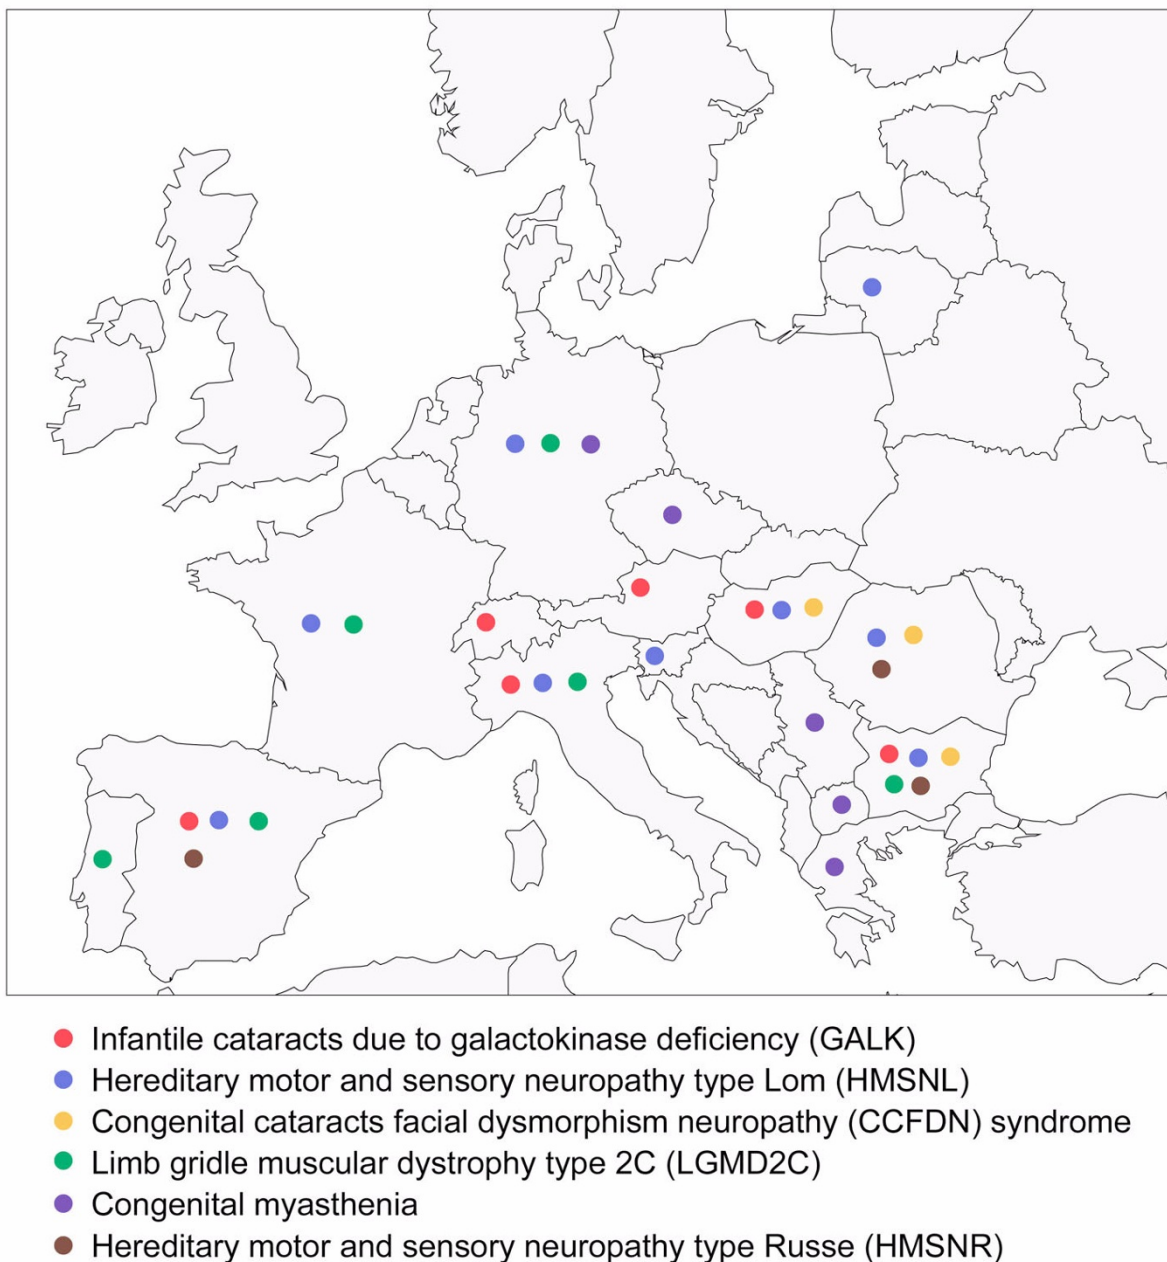 Infantile cataracts due to galactokinase deficiency (GALK)
Hereditary motor and sensory neuropathy type Lom (HMSNL)
Congenital cataracts facial dysmorphism neuropathy (CCFDN) syndrome
Limb gridle muscular dystrophy type 2C (LGMD2C)
Congenital myasthenia
Hereditary motor and sensory neuropathy type Russe (HMSNR)